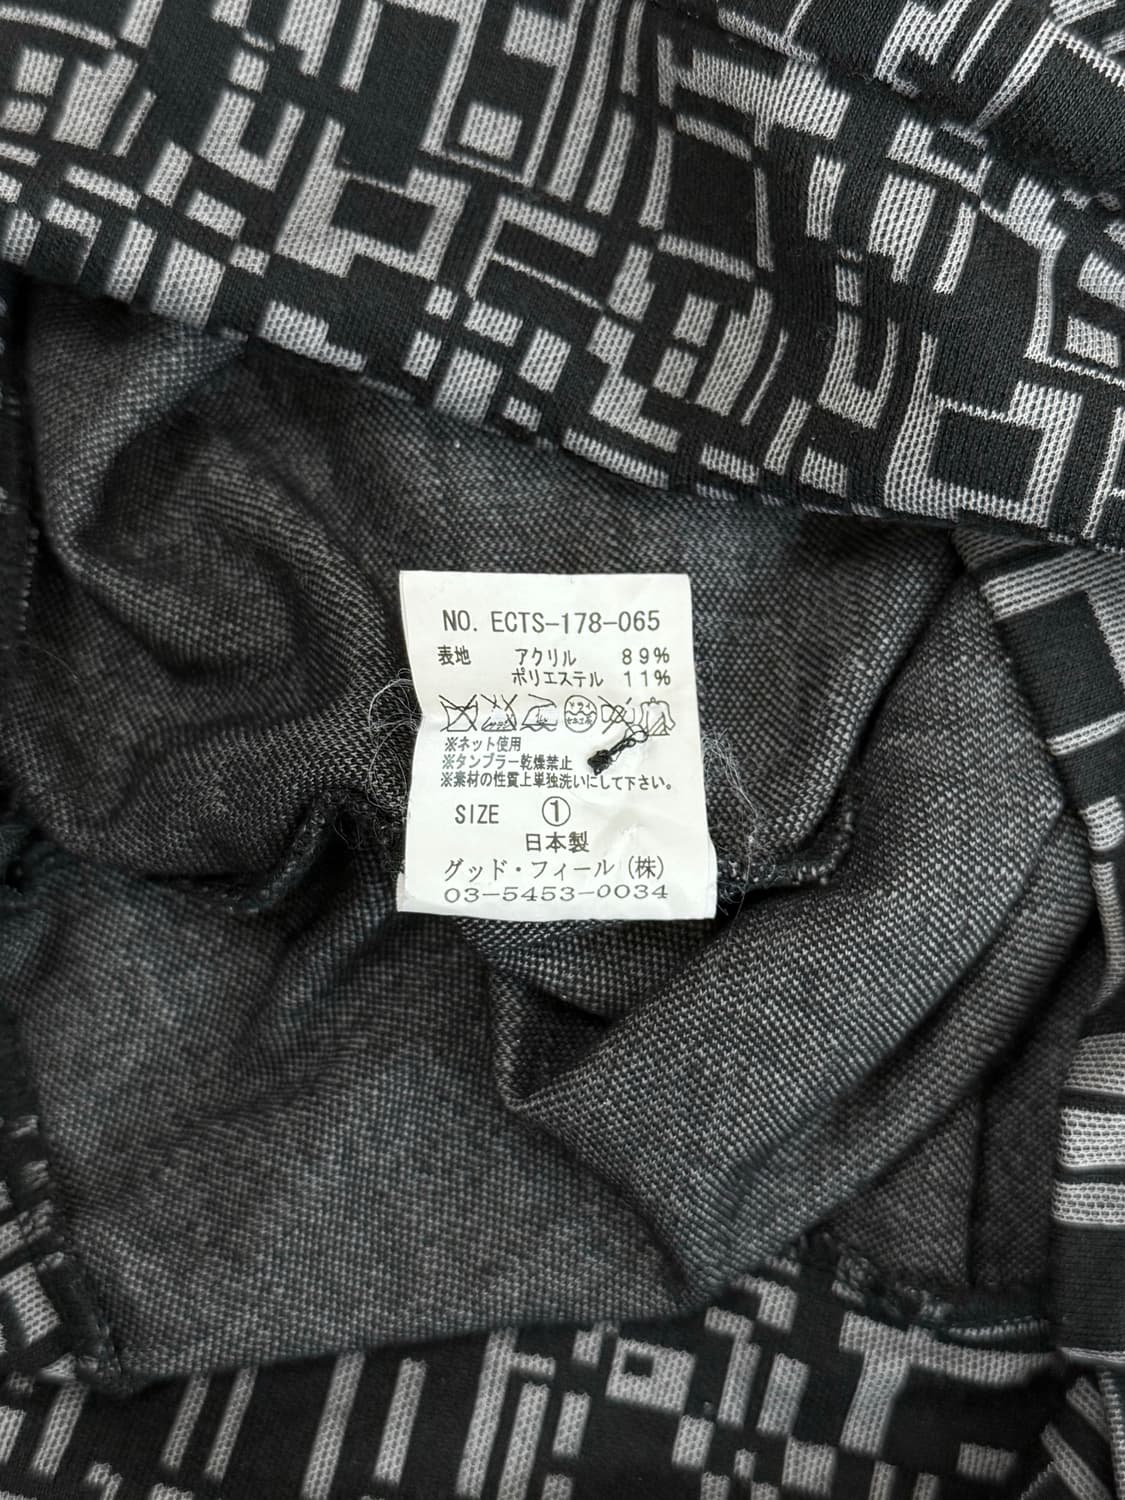 NO. ECTS-178-065
表地 アクリル 89%
ポリエステル 11%
※ネット使用
※タンブラー乾燥禁止
※素材の性質上単独洗いにして下さい。
SIZE ①
日本製
グッド・フィール(株)
03-5453-0034